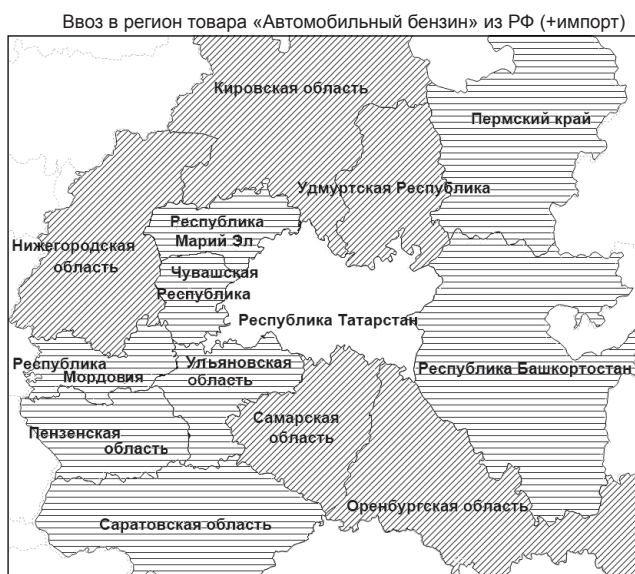 Ввоз в регион товара «Автомобильный бензин» из РФ (+импорт)
Кировская область
Пермский край
Удмуртская Республика
Республика
Марий Эл
Нижегородская
область
Чувашская
Республика
Республика Татарстан
Республика
Мордовия
Ульяновская
область
Республика Башкортостан
Пензенская
область
Самарская
область
Оренбургская область
Саратовская область